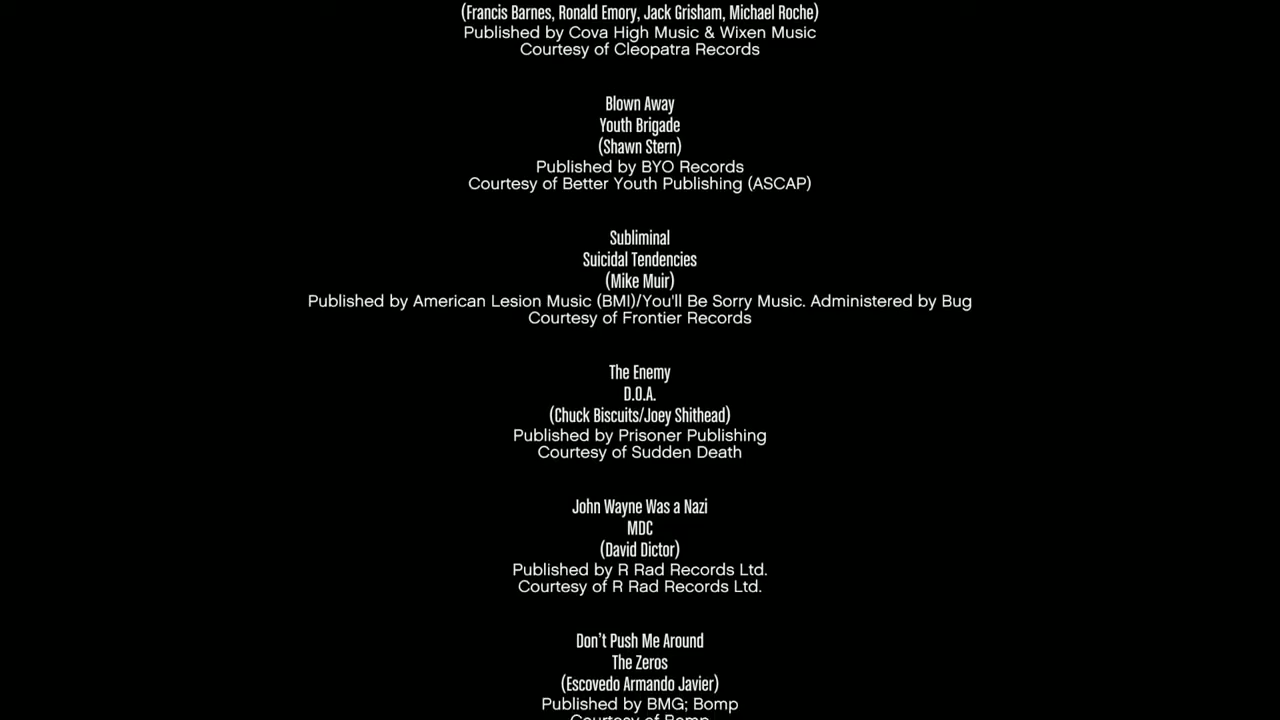 (Francis Barnes, Ronald Emory, Jack Grisham, Michael Roche)
Published by Cova High Music & Wixen Music
Courtesy of Cleopatra Records
Blown Away
Youth Brigade
(Shawn Stern)
Published by BYO Records
Courtesy of Better Youth Publishing (ASCAP)
Subliminal
Suicidal Tendencies
(Mike Muir)
Published by American Lesion Music (BMI)/You'll Be Sorry Music. Administered by Bug
Courtesy of Frontier Records
The Enemy
D.O.A.
(Chuck Biscuits/Joey Shithead)
Published by Prisoner Publishing
Courtesy of Sudden Death
John Wayne Was a Nazi
MDC
(David Dictor)
Published by R Rad Records Ltd.
Courtesy of R Rad Records Ltd.
Don’t Push Me Around
The Zeros
(Escovedo Armando Javier)
Published by BMG; Bomp
Courtesy of Bomp